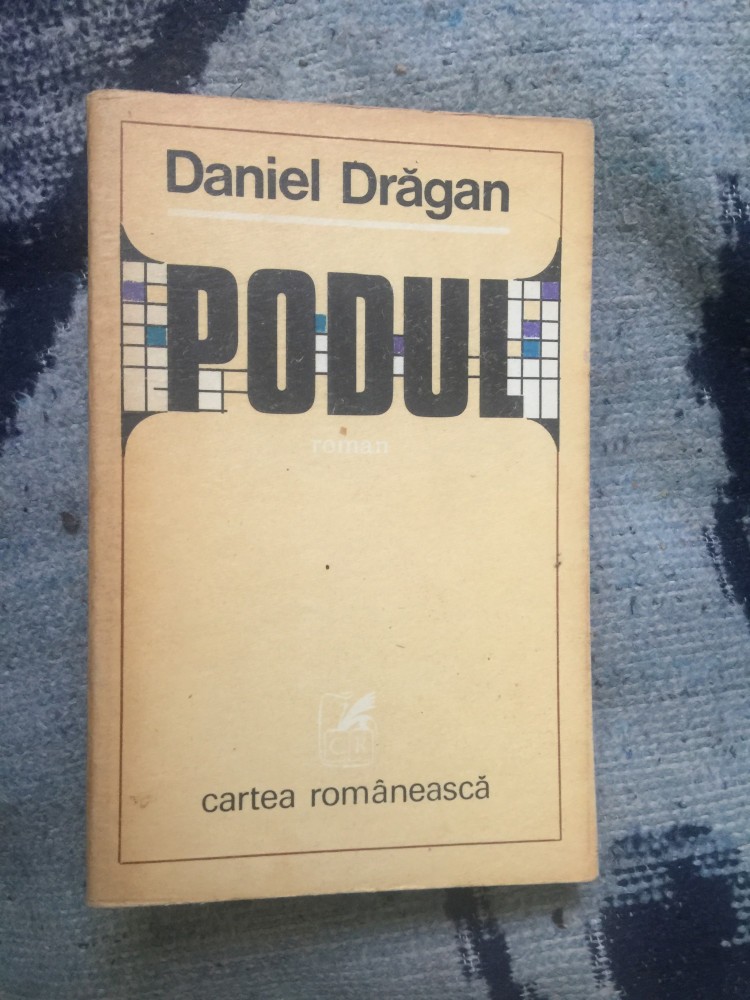 Daniel Drăgan
PODUL
roman
CR
cartea românească